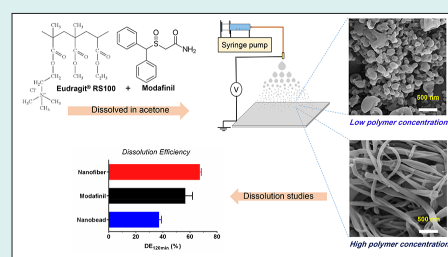 Syringe pump
Eudragit® RS100 + Modafinil
Dissolved in acetone
V
500 nm
Low polymer concentration
Dissolution Efficiency
Nanofiber
Modafinil
Nanobead
0 20 40 60 80
DE120min (%)
Dissolution studies
500 nm
High polymer concentration